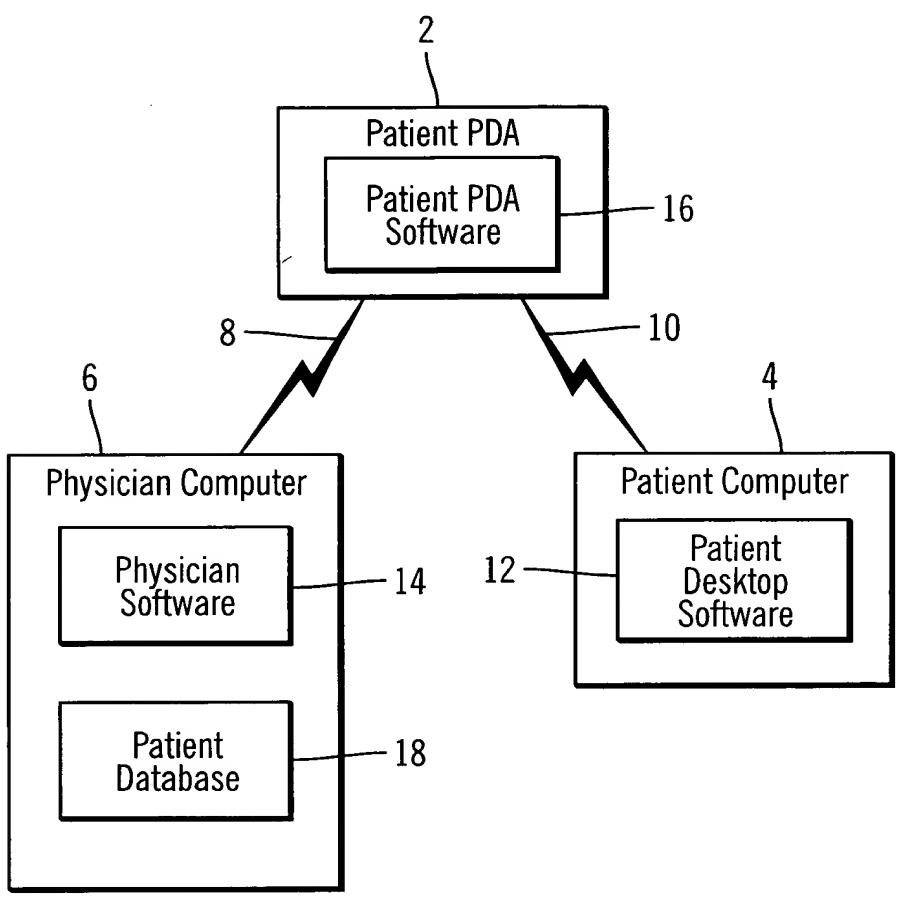 2
Patient PDA
Patient PDA
Software
16
8
10
6
4
Physician Computer
Patient Computer
Physician
Software
14
12
Patient
Desktop
Software
Patient
Database
18